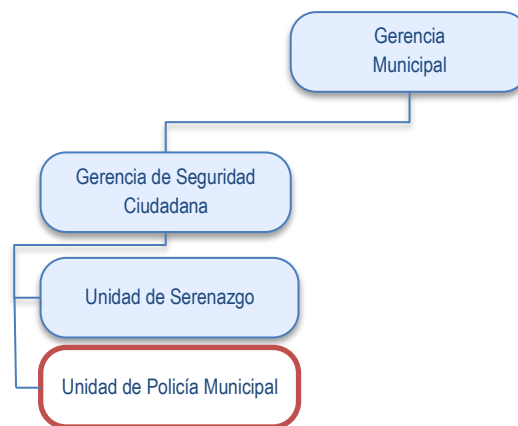 Gerencia
Municipal
Gerencia de Seguridad
Ciudadana
Unidad de Serenazgo
Unidad de Policía Municipal